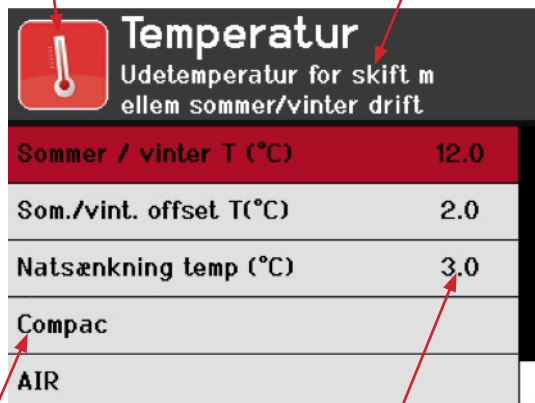 Temperatur
Udetemperatur for skift m
ellem sommer/vinter drift
Sommer / vinter T (°C) 12.0
Som./vint. offset T(°C) 2.0
Natsænkning temp (°C) 3.0
Compac
AIR